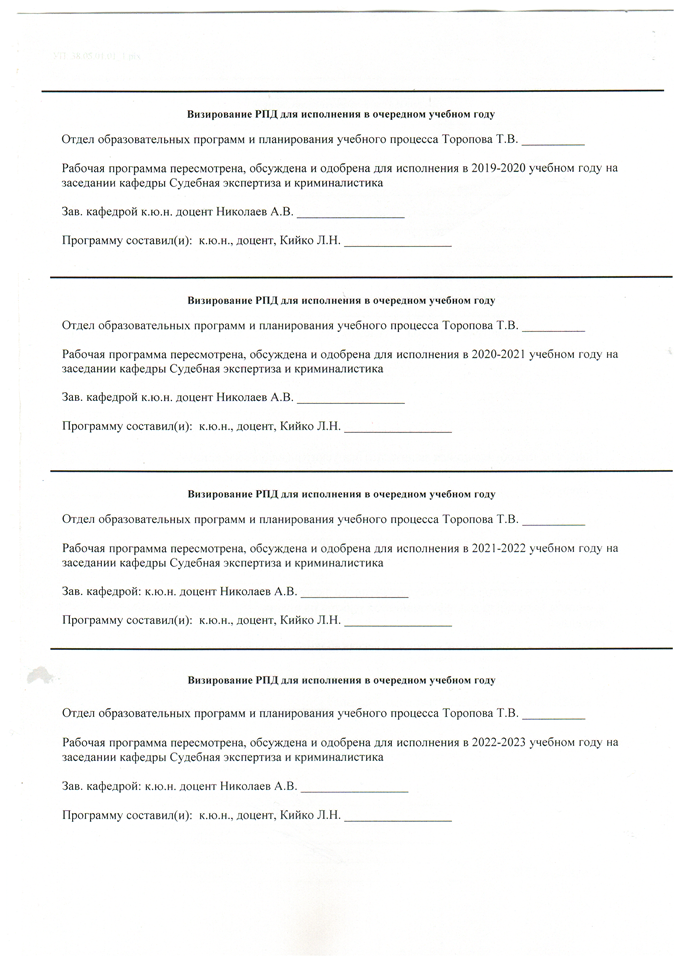 Визирование РПД для исполнения в очередном учебном году
Отдел образовательных программ и планирования учебного процесса Торопова Т.В. __________
Рабочая программа пересмотрена, обсуждена и одобрена для исполнения в 2019-2020 учебном году на
заседании кафедры Судебная экспертиза и криминалистика
Зав. кафедрой к.ю.н. доцент Николаев А.В. _________________
Программу составил(и): к.ю.н., доцент, Кийко Л.Н. _________________
Визирование РПД для исполнения в очередном учебном году
Отдел образовательных программ и планирования учебного процесса Торопова Т.В. __________
Рабочая программа пересмотрена, обсуждена и одобрена для исполнения в 2020-2021 учебном году на
заседании кафедры Судебная экспертиза и криминалистика
Зав. кафедрой к.ю.н. доцент Николаев А.В. _________________
Программу составил(и): к.ю.н., доцент, Кийко Л.Н. _________________
Визирование РПД для исполнения в очередном учебном году
Отдел образовательных программ и планирования учебного процесса Торопова Т.В. __________
Рабочая программа пересмотрена, обсуждена и одобрена для исполнения в 2021-2022 учебном году на
заседании кафедры Судебная экспертиза и криминалистика
Зав. кафедрой: к.ю.н. доцент Николаев А.В. _________________
Программу составил(и): к.ю.н., доцент, Кийко Л.Н. _________________
Визирование РПД для исполнения в очередном учебном году
Отдел образовательных программ и планирования учебного процесса Торопова Т.В. __________
Рабочая программа пересмотрена, обсуждена и одобрена для исполнения в 2022-2023 учебном году на
заседании кафедры Судебная экспертиза и криминалистика
Зав. кафедрой: к.ю.н. доцент Николаев А.В. _________________
Программу составил(и): к.ю.н., доцент, Кийко Л.Н. _________________